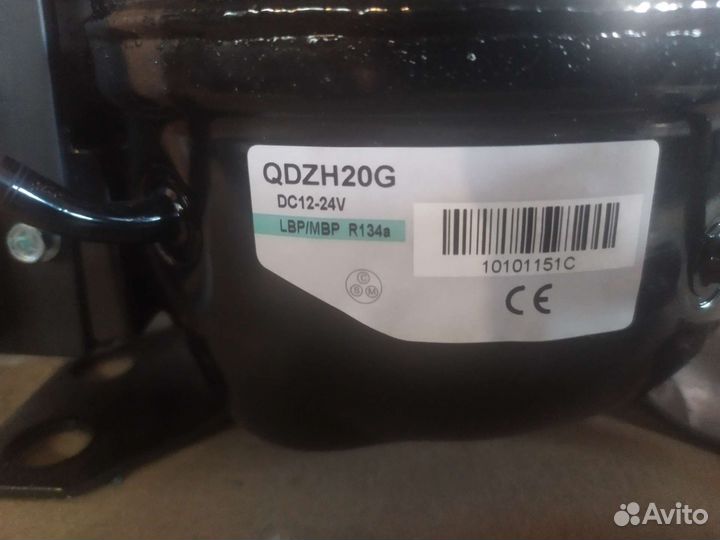 QDZH20G
DC12-24V
LBP/MBP R134a
10101151C
C
S M
CE
Avito